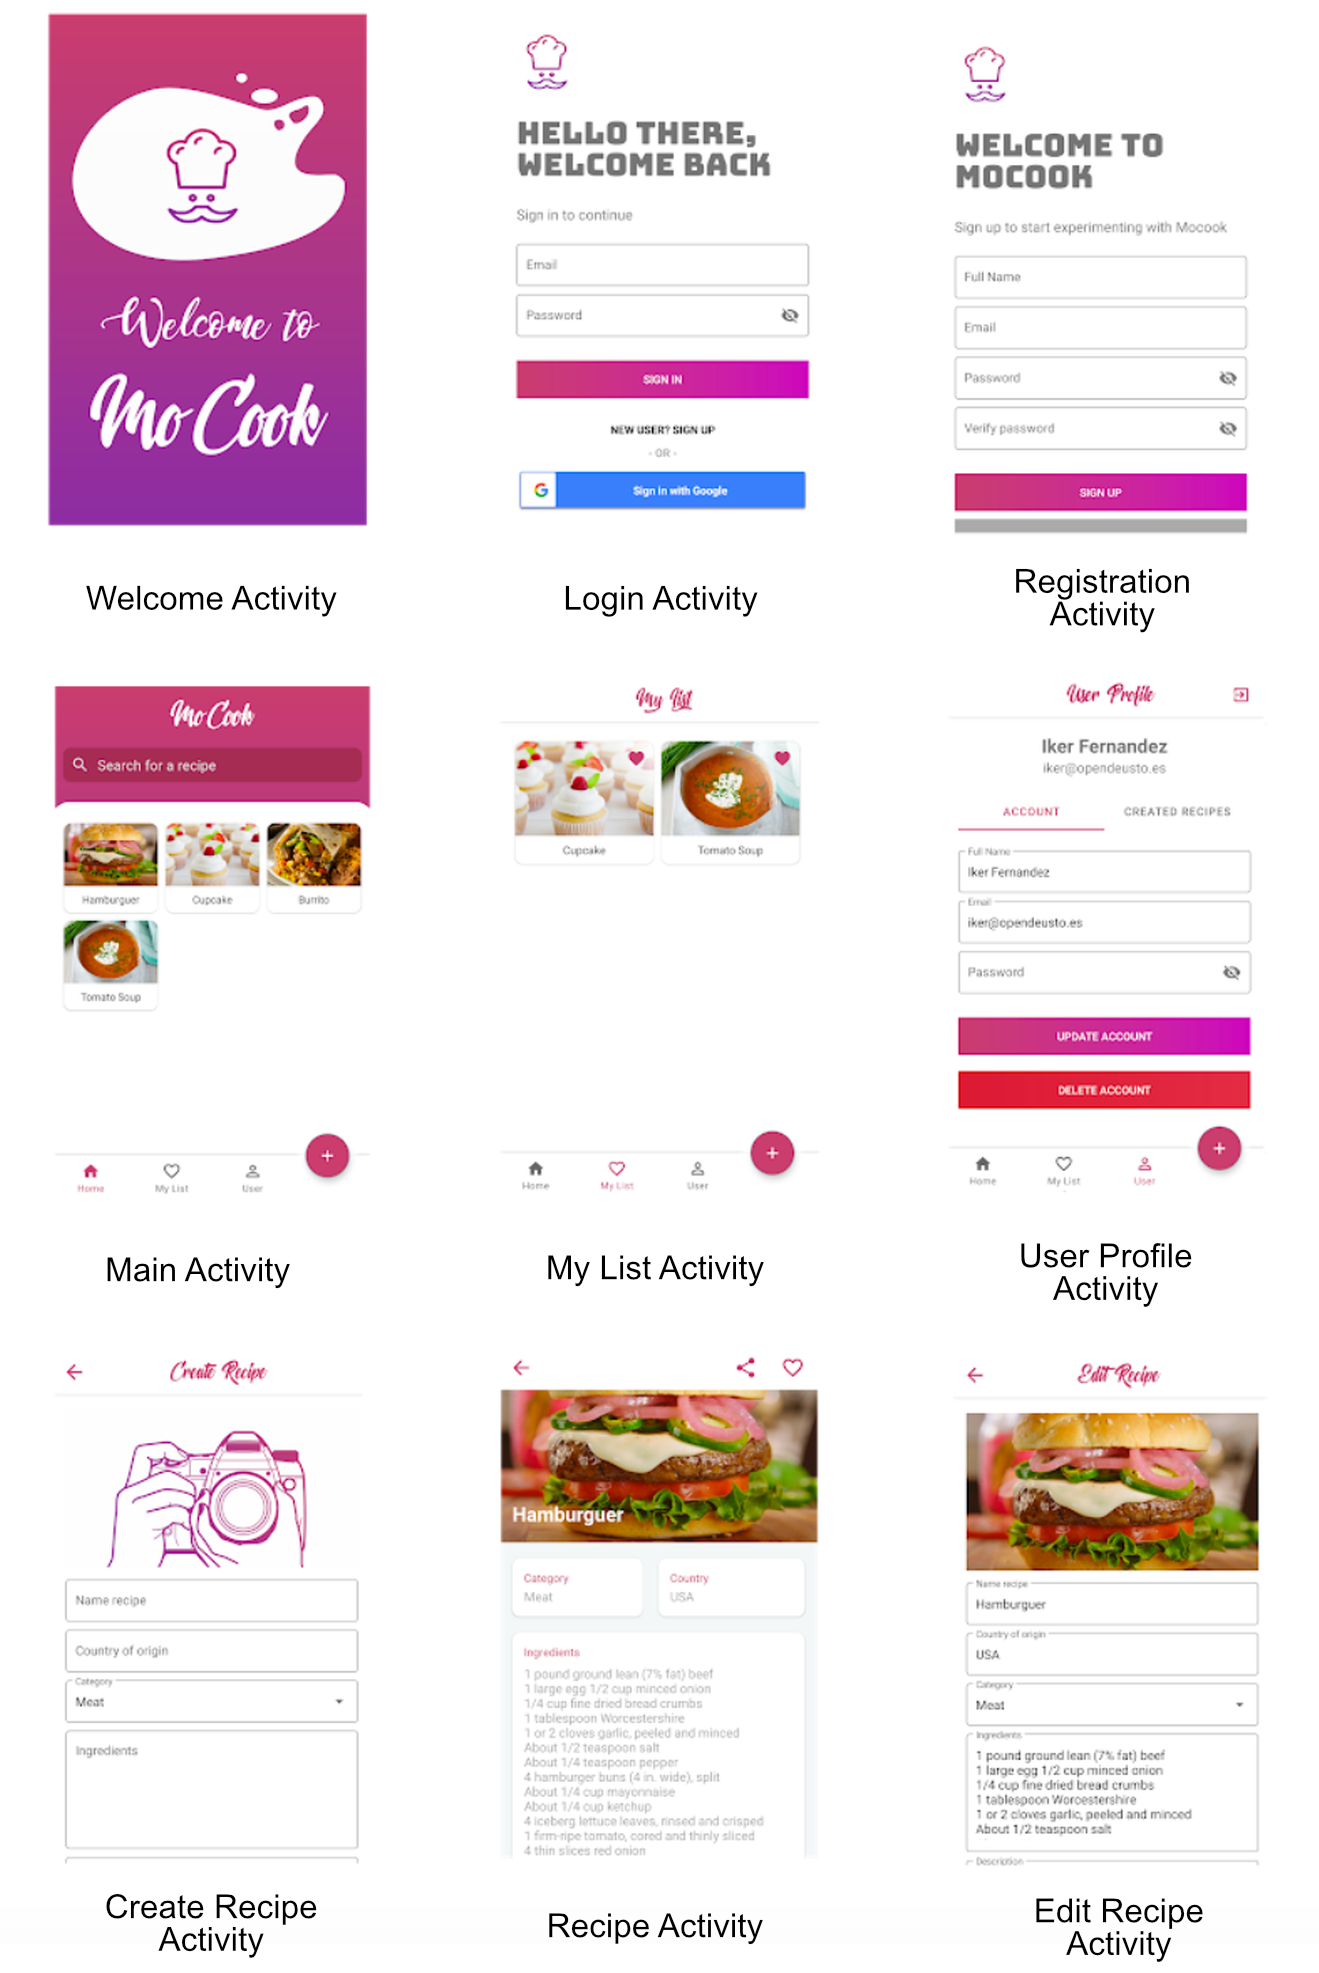 Welcome to
Mo Cook
Welcome Activity
HELLO THERE,
WELCOME BACK
Sign in to continue
Email
Password
SIGN IN
NEW USER? SIGN UP
- OR -
G
Sign in with Google
Login Activity
WELCOME TO
MOCOOK
Sign up to start experimenting with Mocook
Full Name
Email
Password
Verify password
SIGN UP
Registration
Activity
Mo Cook
Search for a recipe
Hamburguer
Cupcake
Burrito
Tomato Soup
+
Home
My List
User
Main Activity
My List
Cupcake
Tomato Soup
+
Home
My List
User
My List Activity
User Profile
Iker Fernandez
iker@opendeusto.es
ACCOUNT
CREATED RECIPES
Full Name
Iker Fernandez
Email
iker@opendeusto.es
Password
UPDATE ACCOUNT
DELETE ACCOUNT
+
Home
My List
User
User Profile
Activity
Create Recipe
Name recipe
Country of origin
Category
Meat
Ingredients
Create Recipe
Activity
Hamburguer
Category
Meat
Country
USA
Ingredients
1 pound ground lean (7% fat) beef
1 large egg 1/2 cup minced onion
1/4 cup fine dried bread crumbs
1 tablespoon Worcestershire
1 or 2 cloves garlic, peeled and minced
About 1/2 teaspoon salt
About 1/4 teaspoon pepper
4 hamburger buns (4 in. wide), split
About 1/4 cup mayonnaise
About 1/4 cup ketchup
4 iceberg lettuce leaves, rinsed and crisped
1 firm-ripe tomato, cored and thinly sliced
4 thin slices red onion
Recipe Activity
Edit Recipe
Name recipe
Hamburguer
Country of origin
USA
Category
Meat
Ingredients
1 pound ground lean (7% fat) beef
1 large egg 1/2 cup minced onion
1/4 cup fine dried bread crumbs
1 tablespoon Worcestershire
1 or 2 cloves garlic, peeled and minced
About 1/2 teaspoon salt
Description
Edit Recipe
Activity